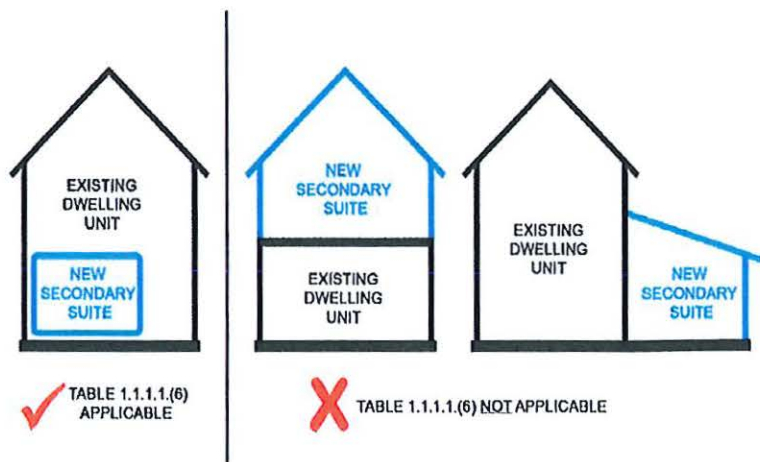 EXISTING
DWELLING
UNIT
NEW
SECONDARY
SUITE
TABLE 1.1.1.1.(6)
APPLICABLE
NEW
SECONDARY
SUITE
EXISTING
DWELLING
UNIT
EXISTING
DWELLING
UNIT
NEW
SECONDARY
SUITE
TABLE 1.1.1.1.(6) NOT APPLICABLE